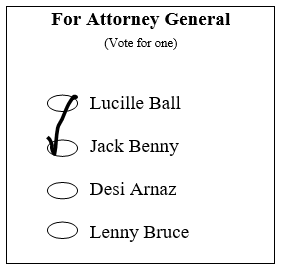 For Attorney General
(Vote for one)
Lucille Ball
Jack Benny
Desi Arnaz
Lenny Bruce